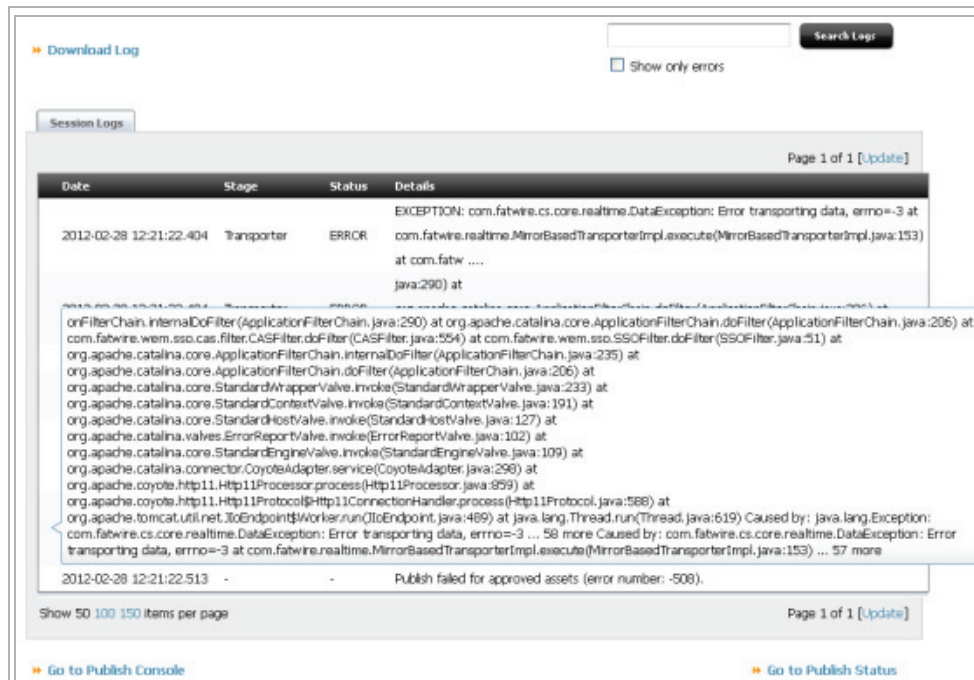 Download Log
Search Logs
Show only errors
Session Logs
Page 1 of 1 [Update]
Date Stage Status Details
EXCEPTION: com.fatwire.cs.core.realtime.DataException: Error transporting data, errno=-3 at
2012-02-28 12:21:22.404 Transporter ERROR com.fatwire.realtime.MirrorBasedTransporterImpl.execute(MirrorBasedTransporterImpl.java:153)
at com.fatw ....
java:290) at
onFilterChain.internalDoFilter(ApplicationFilterChain.java:290) at org.apache.catalina.core.ApplicationFilterChain.doFilter(ApplicationFilterChain.java:206) at
com.fatwire.wem.sso.cas.filter.CASFilter.doFilter(CASFilter.java:554) at com.fatwire.wem.sso.SSOFilter.doFilter(SSOFilter.java:51) at
org.apache.catalina.core.ApplicationFilterChain.internalDoFilter(ApplicationFilterChain.java:235) at
org.apache.catalina.core.ApplicationFilterChain.doFilter(ApplicationFilterChain.java:206) at
org.apache.catalina.core.StandardWrapperValve.invoke(StandardWrapperValve.java:233) at
org.apache.catalina.core.StandardContextValve.invoke(StandardContextValve.java:191) at
org.apache.catalina.core.StandardHostValve.invoke(StandardHostValve.java:127) at
org.apache.catalina.valves.ErrorReportValve.invoke(ErrorReportValve.java:102) at
org.apache.catalina.core.StandardEngineValve.invoke(StandardEngineValve.java:109) at
org.apache.catalina.connector.CoyoteAdapter.service(CoyoteAdapter.java:298) at
org.apache.coyote.http11.Http11Processor.process(Http11Processor.java:859) at
org.apache.coyote.http11.Http11Protocol$Http11ConnectionHandler.process(Http11Protocol.java:588) at
org.apache.tomcat.util.net.JIoEndpoint$Worker.run(JIoEndpoint.java:489) at java.lang.Thread.run(Thread.java:619) Caused by: java.lang.Exception:
com.fatwire.cs.core.realtime.DataException: Error transporting data, errno=-3 ... 58 more Caused by: com.fatwire.cs.core.realtime.DataException: Error
transporting data, errno=-3 at com.fatwire.realtime.MirrorBasedTransporterImpl.execute(MirrorBasedTransporterImpl.java:153) ... 57 more
2012-02-28 12:21:22.513 - - Publish failed for approved assets (error number: -508).
Show 50 100 150 items per page
Page 1 of 1 [Update]
Go to Publish Console
Go to Publish Status